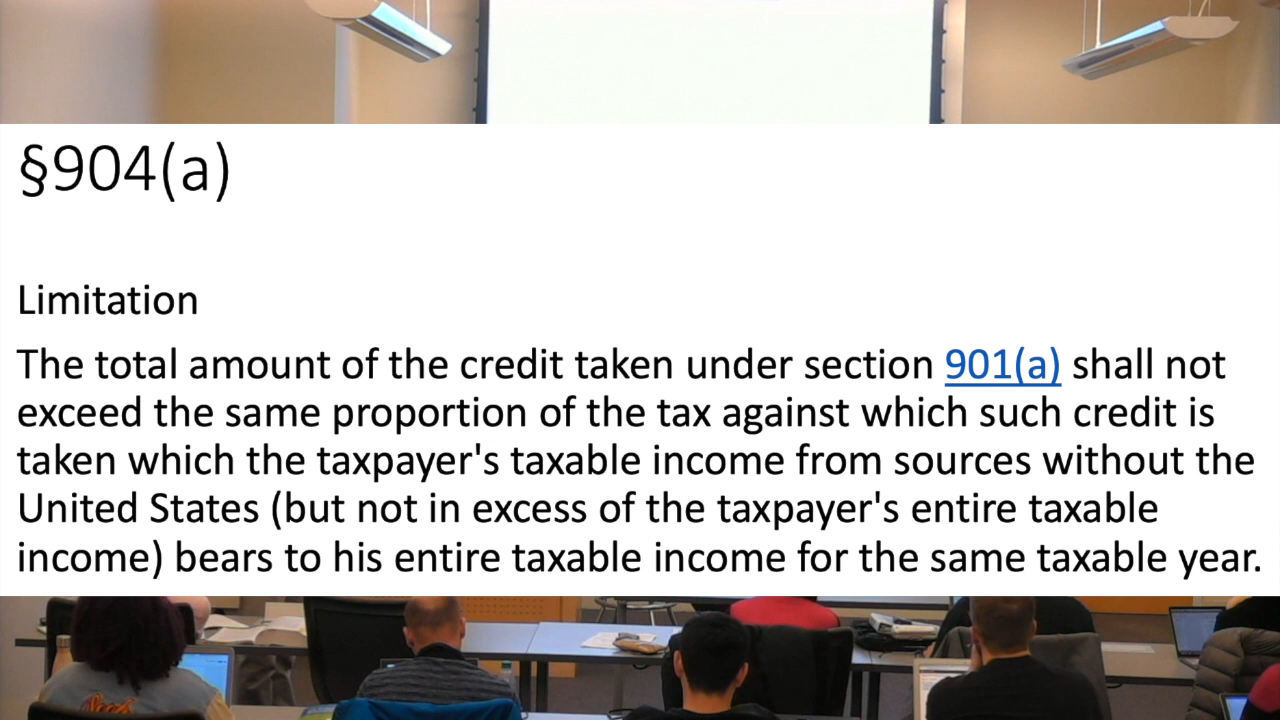 §904(a)
Limitation
The total amount of the credit taken under section 901(a) shall not
exceed the same proportion of the tax against which such credit is
taken which the taxpayer's taxable income from sources without the
United States (but not in excess of the taxpayer's entire taxable
income) bears to his entire taxable income for the same taxable year.